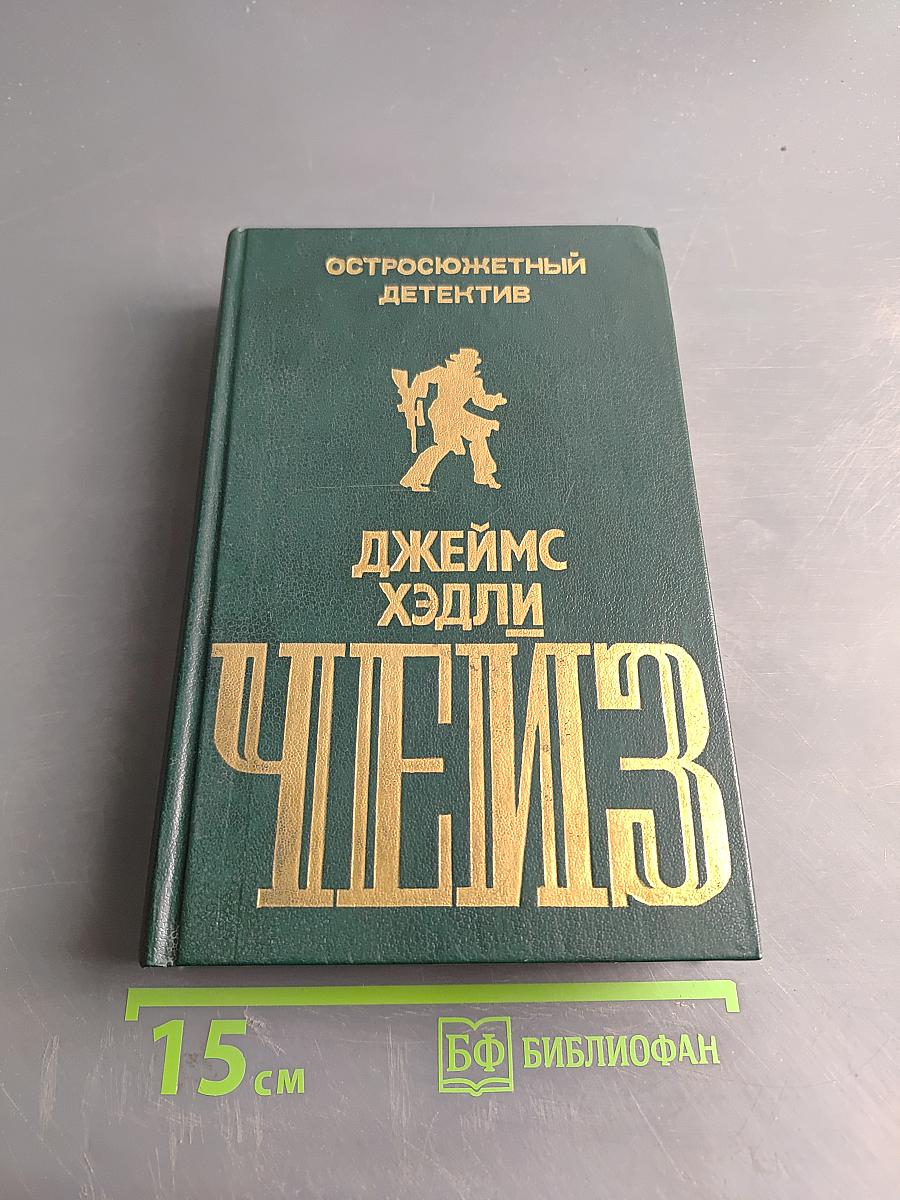 ОСТРОСЮЖЕТНЫЙ
ДЕТЕКТИВ
ДЖЕЙМС
ХЭДЛИ
ЧЕЙЗ
15 см
БФ БИБЛИОФАН